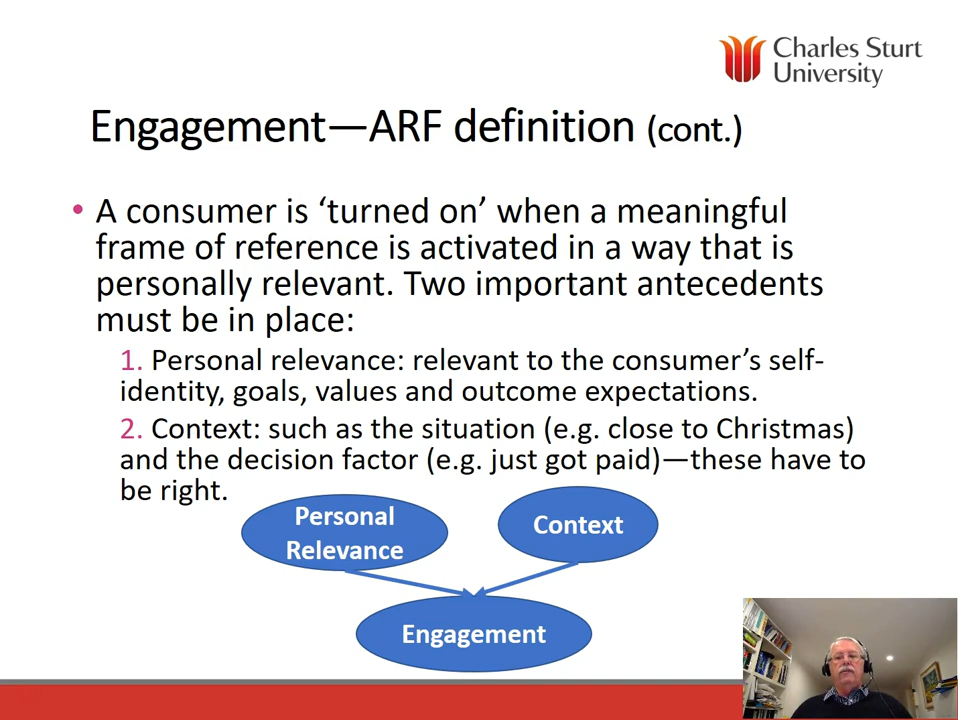 Charles Sturt
University
Engagement—ARF definition (cont.)
• A consumer is ‘turned on’ when a meaningful
frame of reference is activated in a way that is
personally relevant. Two important antecedents
must be in place:
1. Personal relevance: relevant to the consumer’s self-
identity, goals, values and outcome expectations.
2. Context: such as the situation (e.g. close to Christmas)
and the decision factor (e.g. just got paid)—these have to
be right.
Personal
Relevance
Context
Engagement